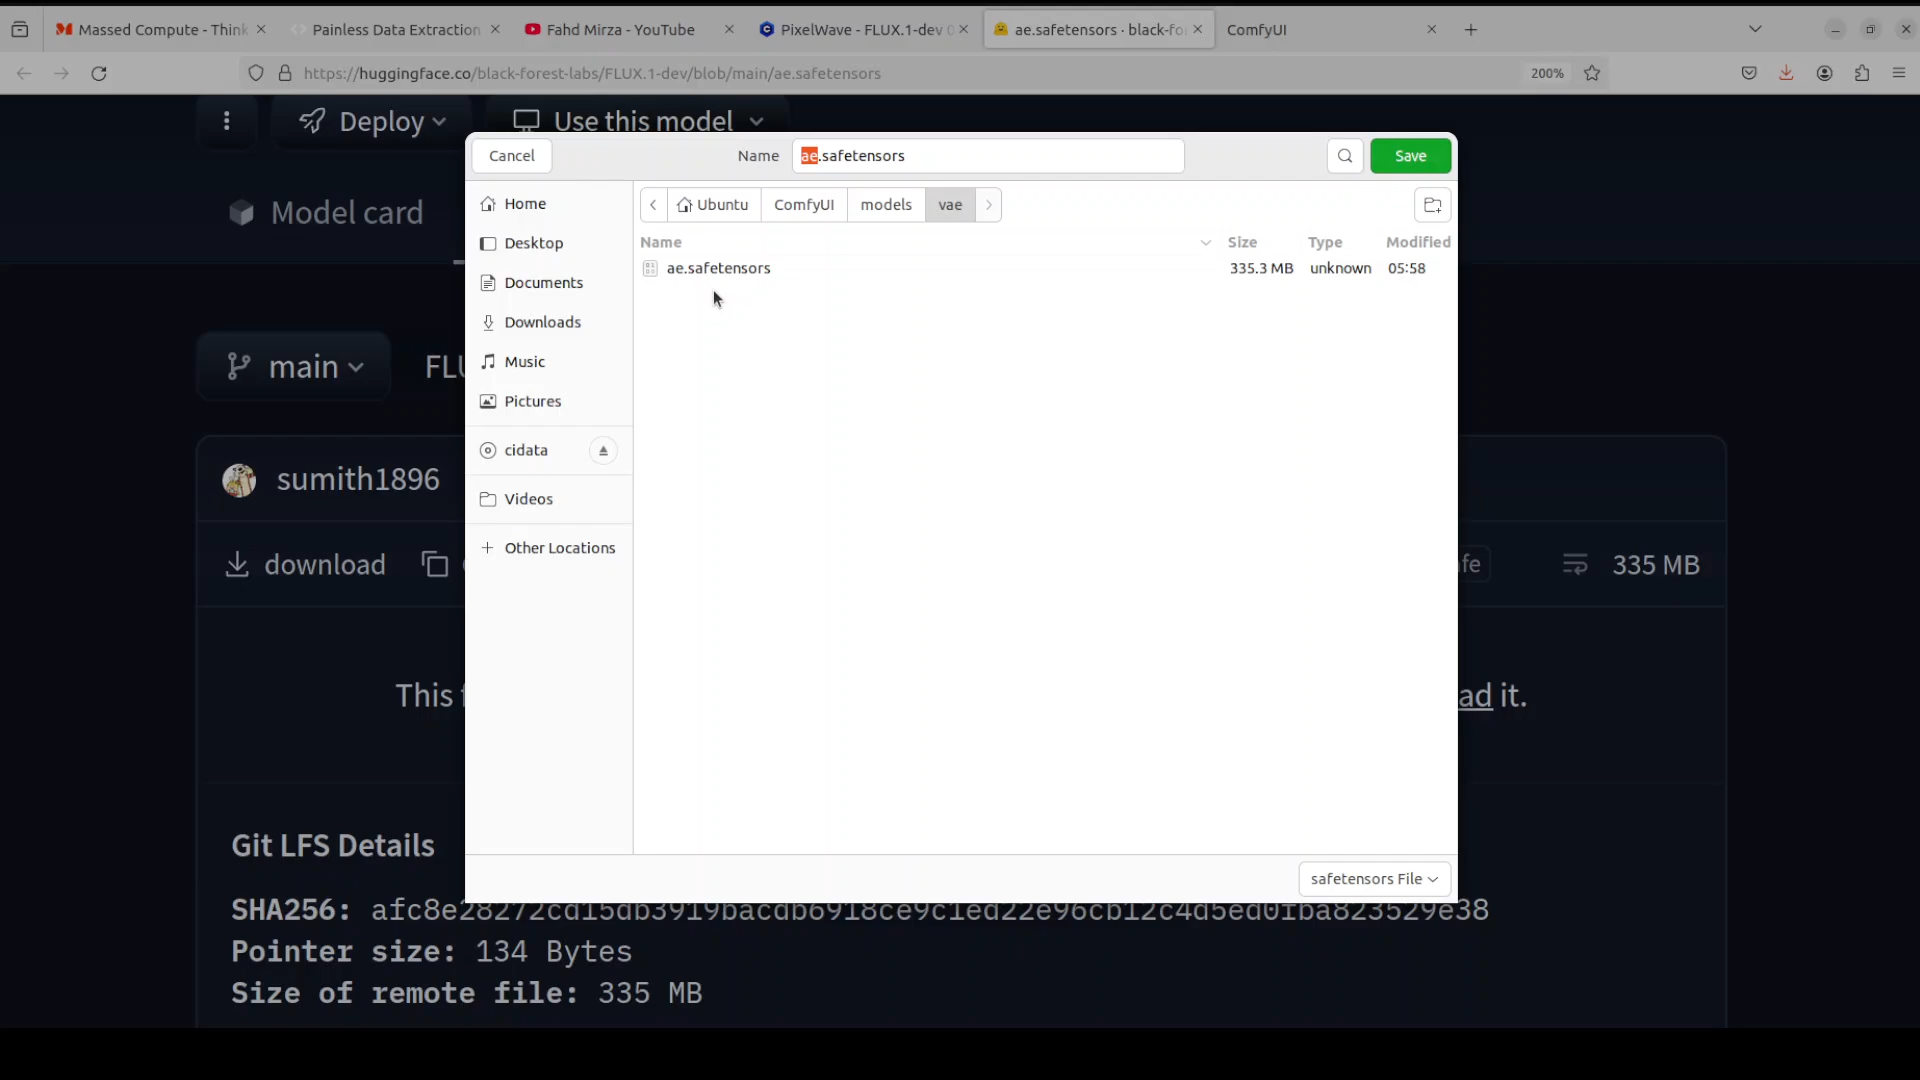 Massed Compute - Think
Painless Data Extraction
Fahd Mirza - YouTube
PixelWave - FLUX.1-dev 0
ae.safetensors · black-fo
ComfyUI
https://huggingface.co/black-forest-labs/FLUX.1-dev/blob/main/ae.safetensors
200%
Deploy
Use this model
Cancel
Name
ae.safetensors
Save
Model card
Home
Ubuntu
ComfyUI
models
vae
Desktop
Name
Size
Type
Modified
ae.safetensors
335.3 MB
unknown
05:58
Documents
Downloads
Music
main
FLU
Pictures
cidata
sumith1896
Videos
Other Locations
download
fe
335 MB
This f
ad it.
Git LFS Details
safetensors File
SHA256: afc8e28272cd15db3919bacdb6918ce9c1ed22e96cb12c4d5ed0fba823529e38
Pointer size: 134 Bytes
Size of remote file: 335 MB